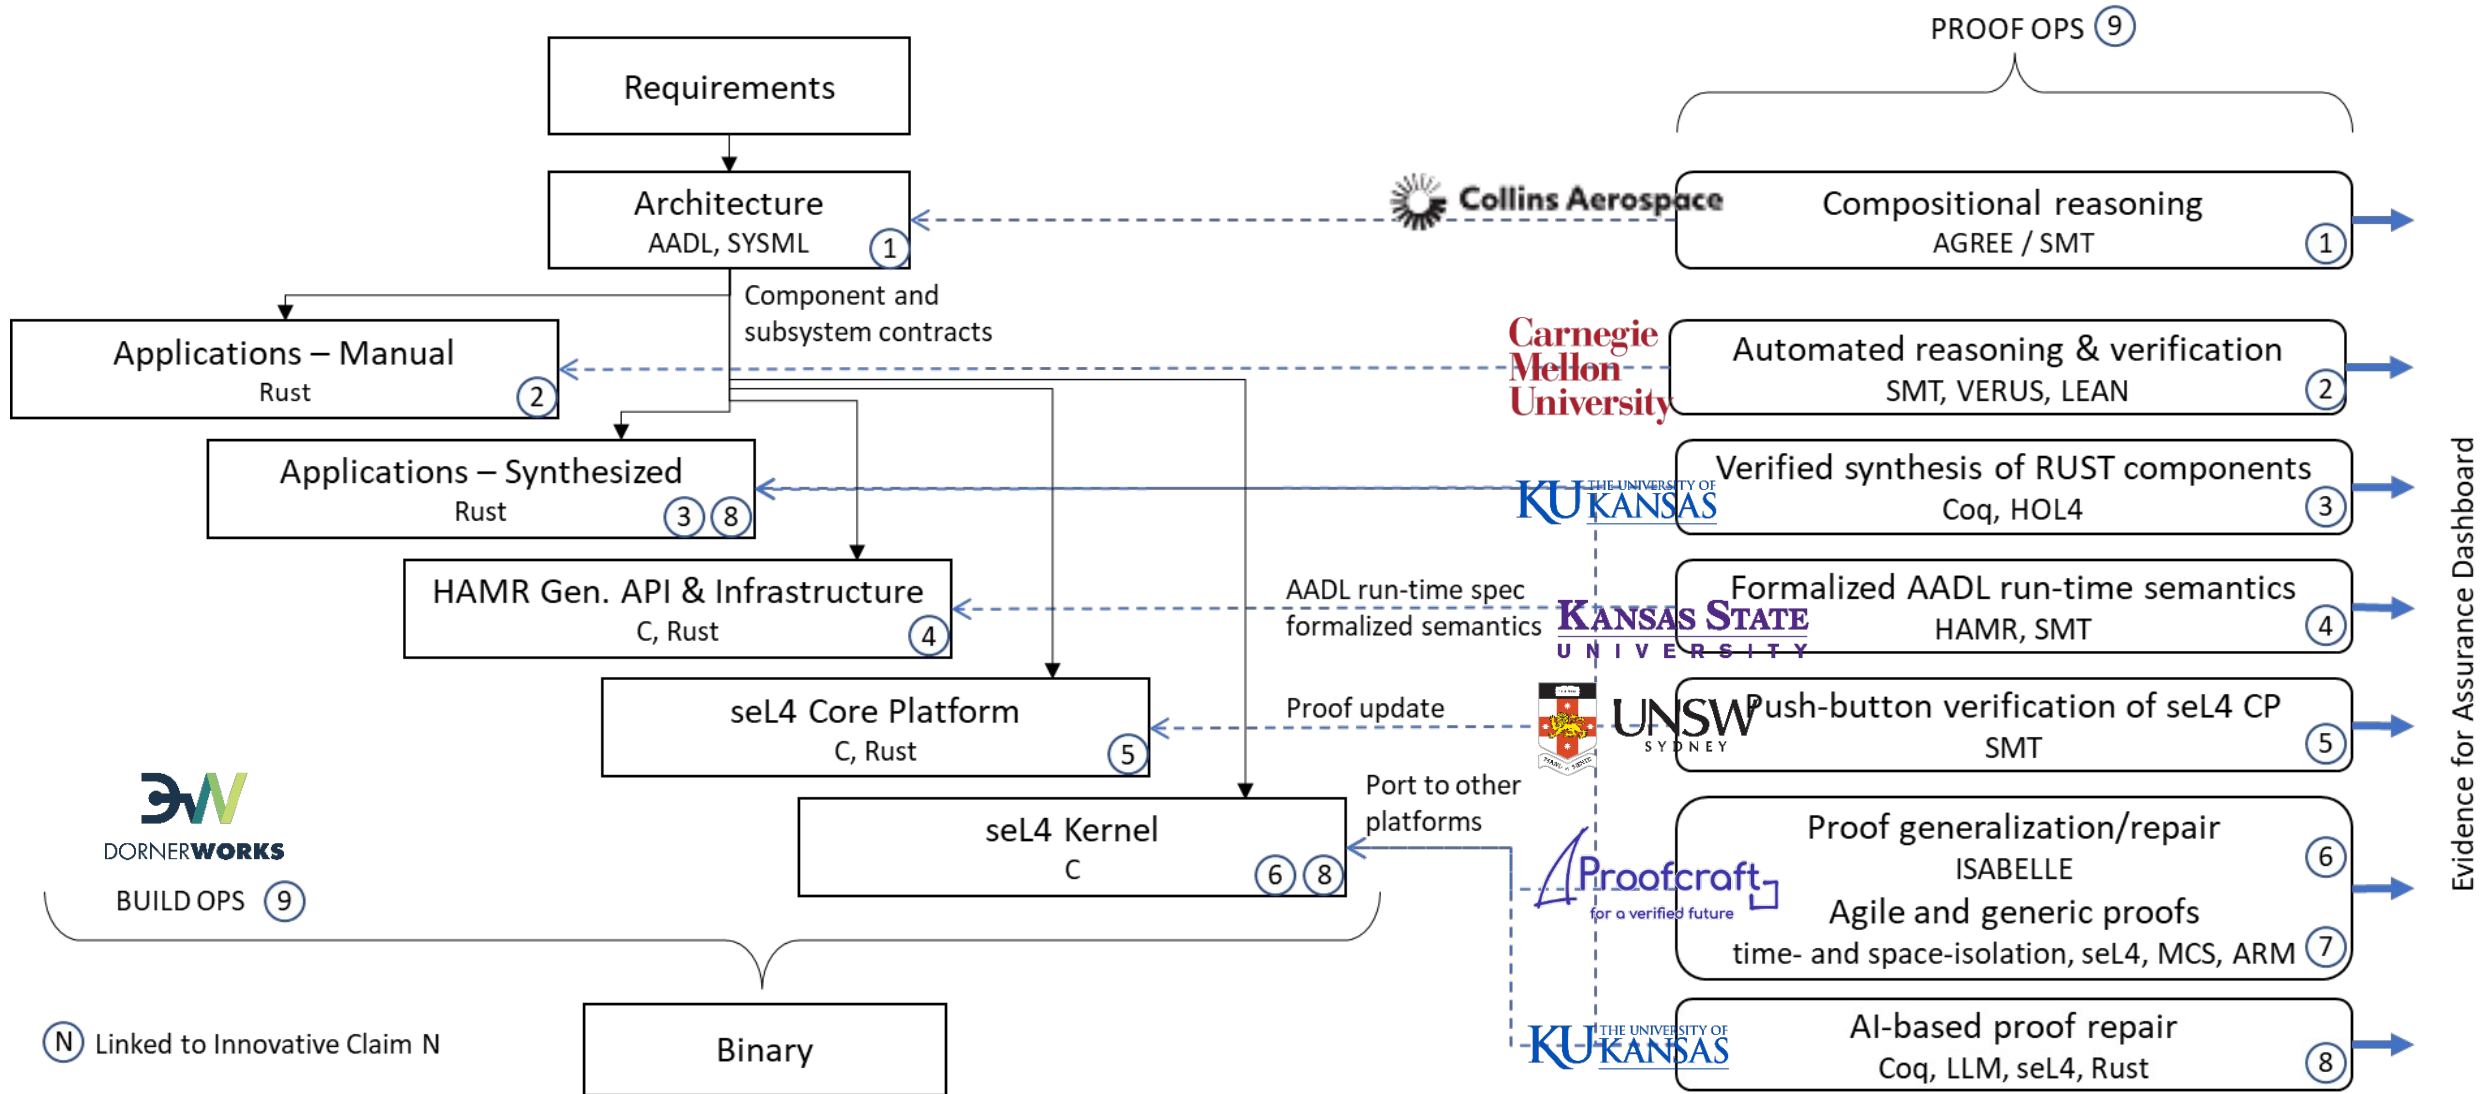 PROOF OPS 9
Requirements
Architecture
AADL, SYSML
1
Collins Aerospace
Compositional reasoning
AGREE / SMT
1
Component and
subsystem contracts
Applications – Manual
Rust
2
Carnegie
Mellon
University
Automated reasoning & verification
SMT, VERUS, LEAN
2
Applications – Synthesized
Rust
3 8
KU THE UNIVERSITY OF
KANSAS
Verified synthesis of RUST components
Coq, HOL4
3
HAMR Gen. API & Infrastructure
C, Rust
4
AADL run-time spec
formalized semantics
KANSAS STATE
UNIVERSITY
Formalized AADL run-time semantics
HAMR, SMT
4
seL4 Core Platform
C, Rust
5
Proof update
UNSW
SYDNEY
Push-button verification of seL4 CP
SMT
5
seL4 Kernel
C
6 8
Port to other
platforms
Proofcraft
for a verified future
Proof generalization/repair
ISABELLE
6
Agile and generic proofs
time- and space-isolation, seL4, MCS, ARM
7
DORNERWORKS
BUILD OPS 9
Binary
N Linked to Innovative Claim N
KU THE UNIVERSITY OF
KANSAS
AI-based proof repair
Coq, LLM, seL4, Rust
8
Evidence for Assurance Dashboard